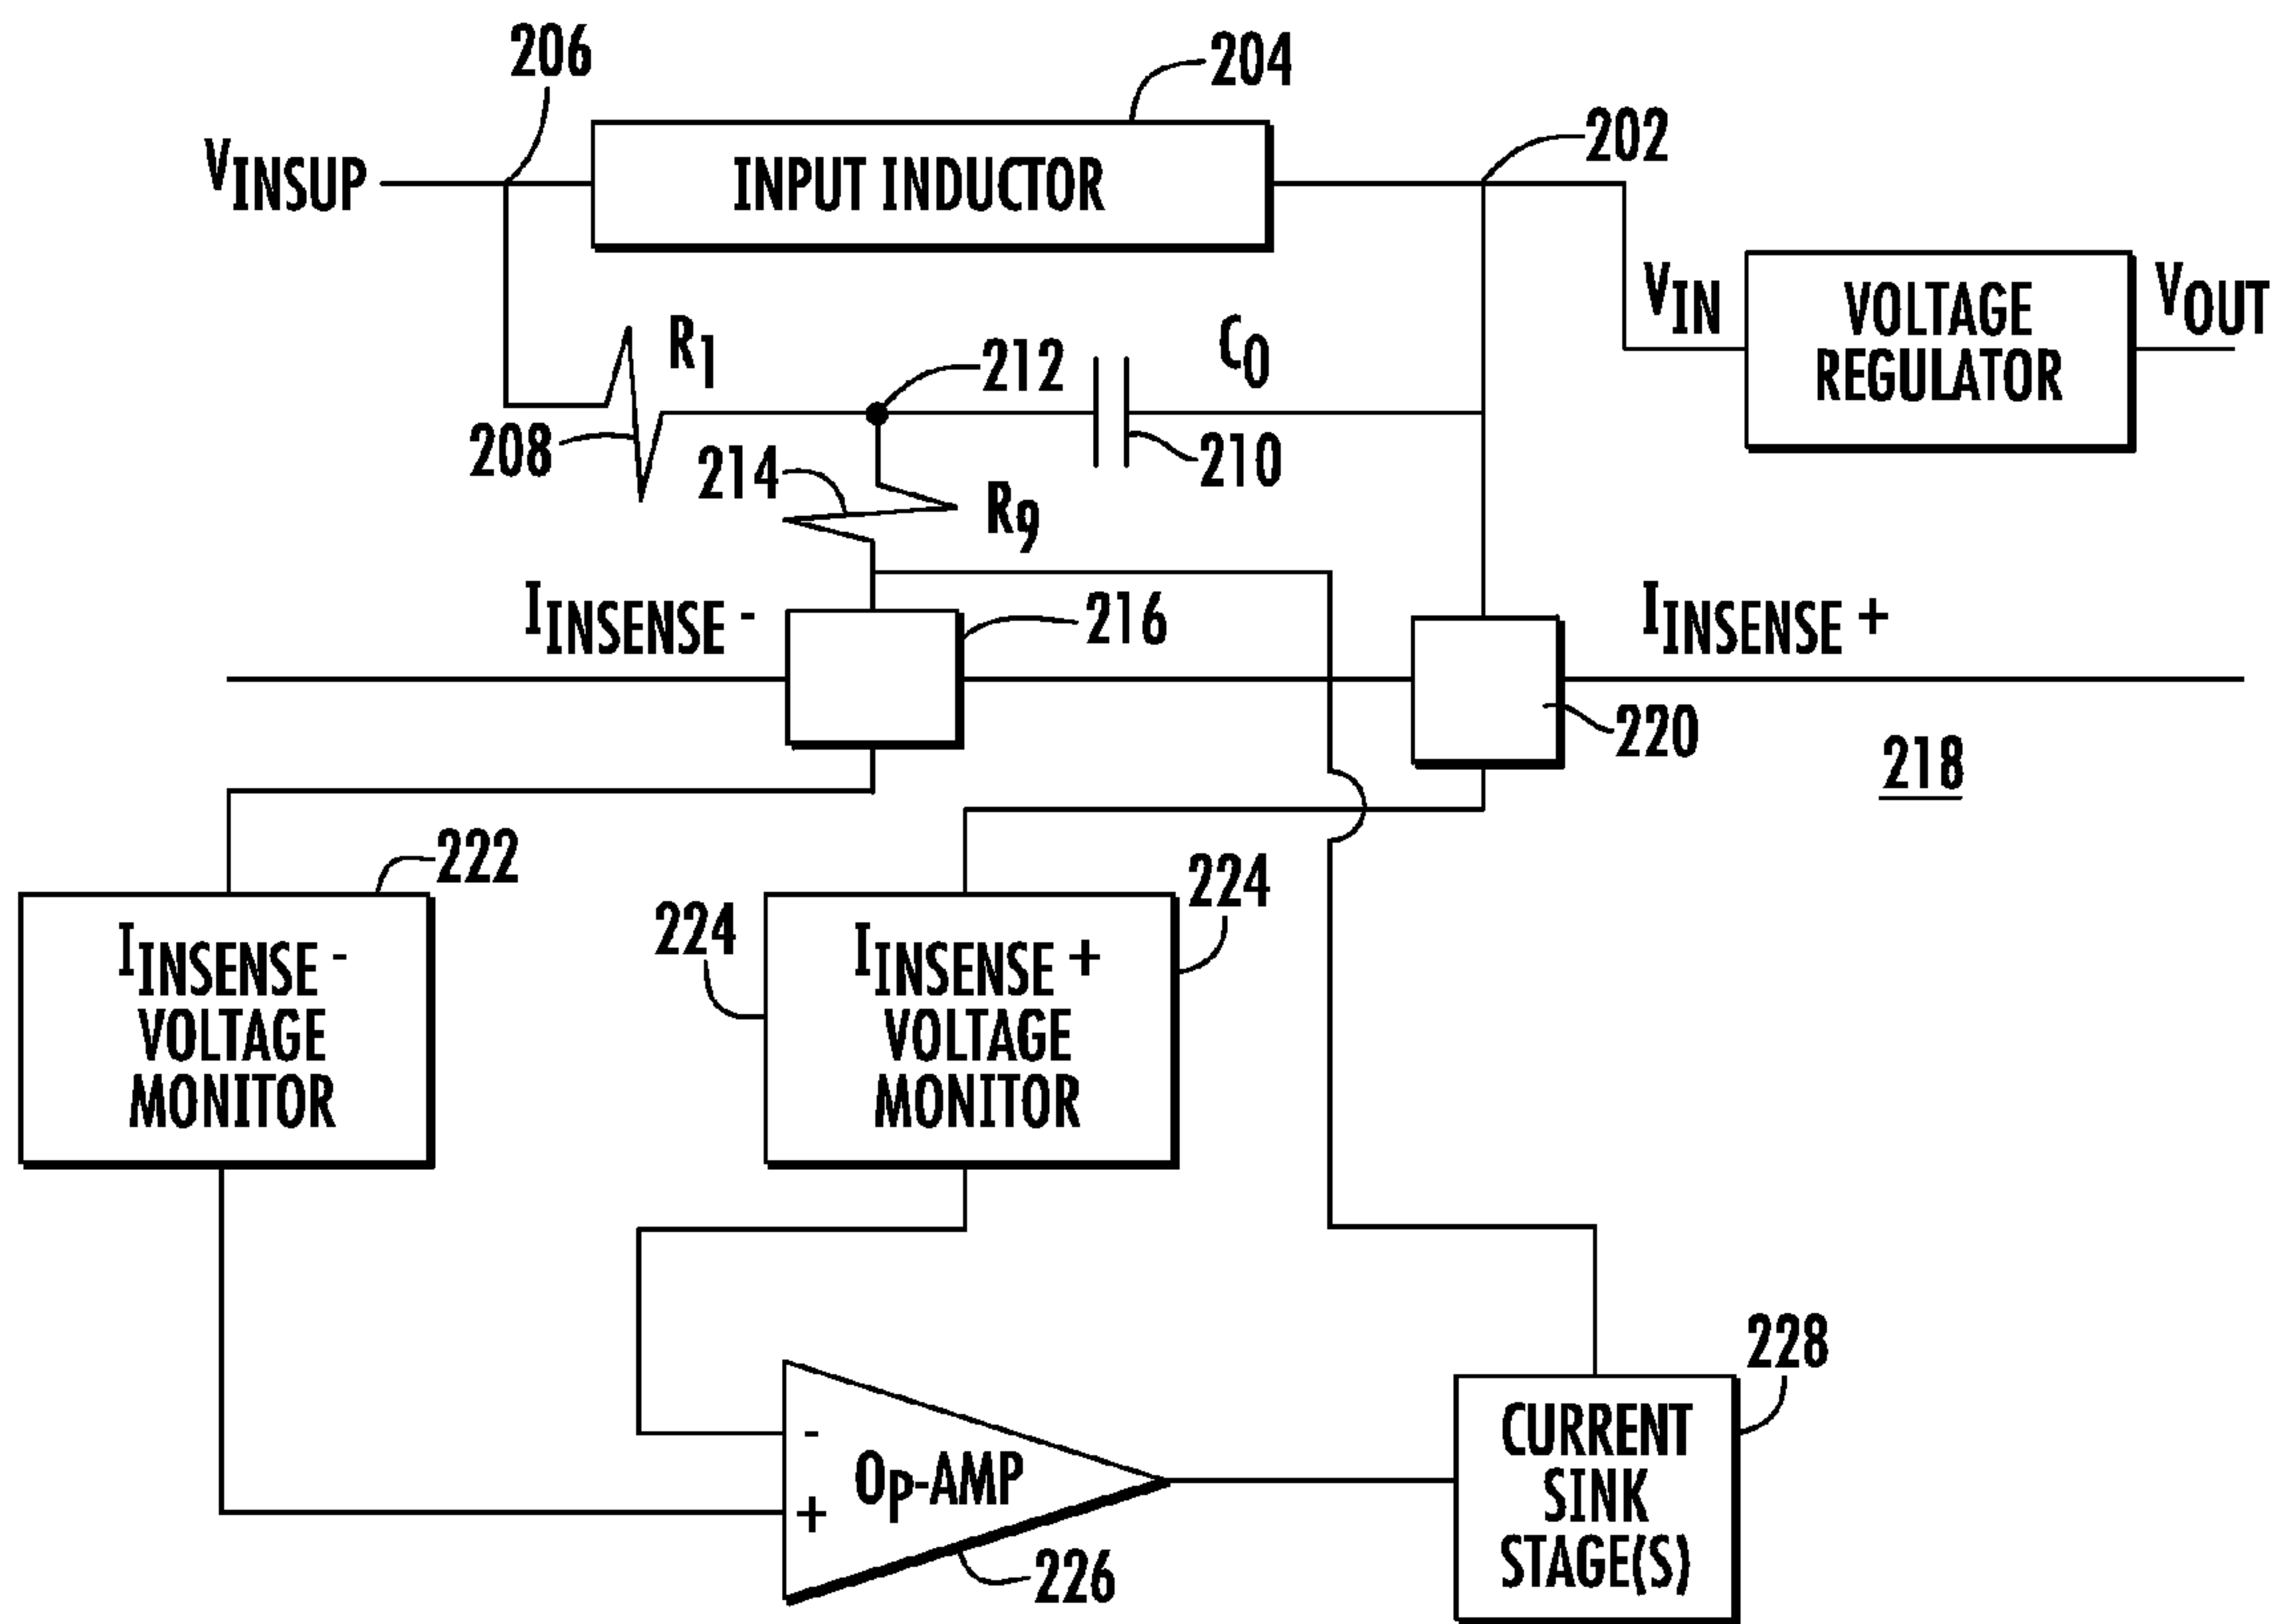 206
204
202
VINSUP
INPUT INDUCTOR
VIN
VOLTAGE
REGULATOR
VOUT
R1
212
C0
208
214
210
R9
IINSENSE -
216
IINSENSE +
220
218
222
224
224
IINSENSE -
VOLTAGE
MONITOR
IINSENSE +
VOLTAGE
MONITOR
228
-
OP-AMP
+
CURRENT
SINK
STAGE(S)
226